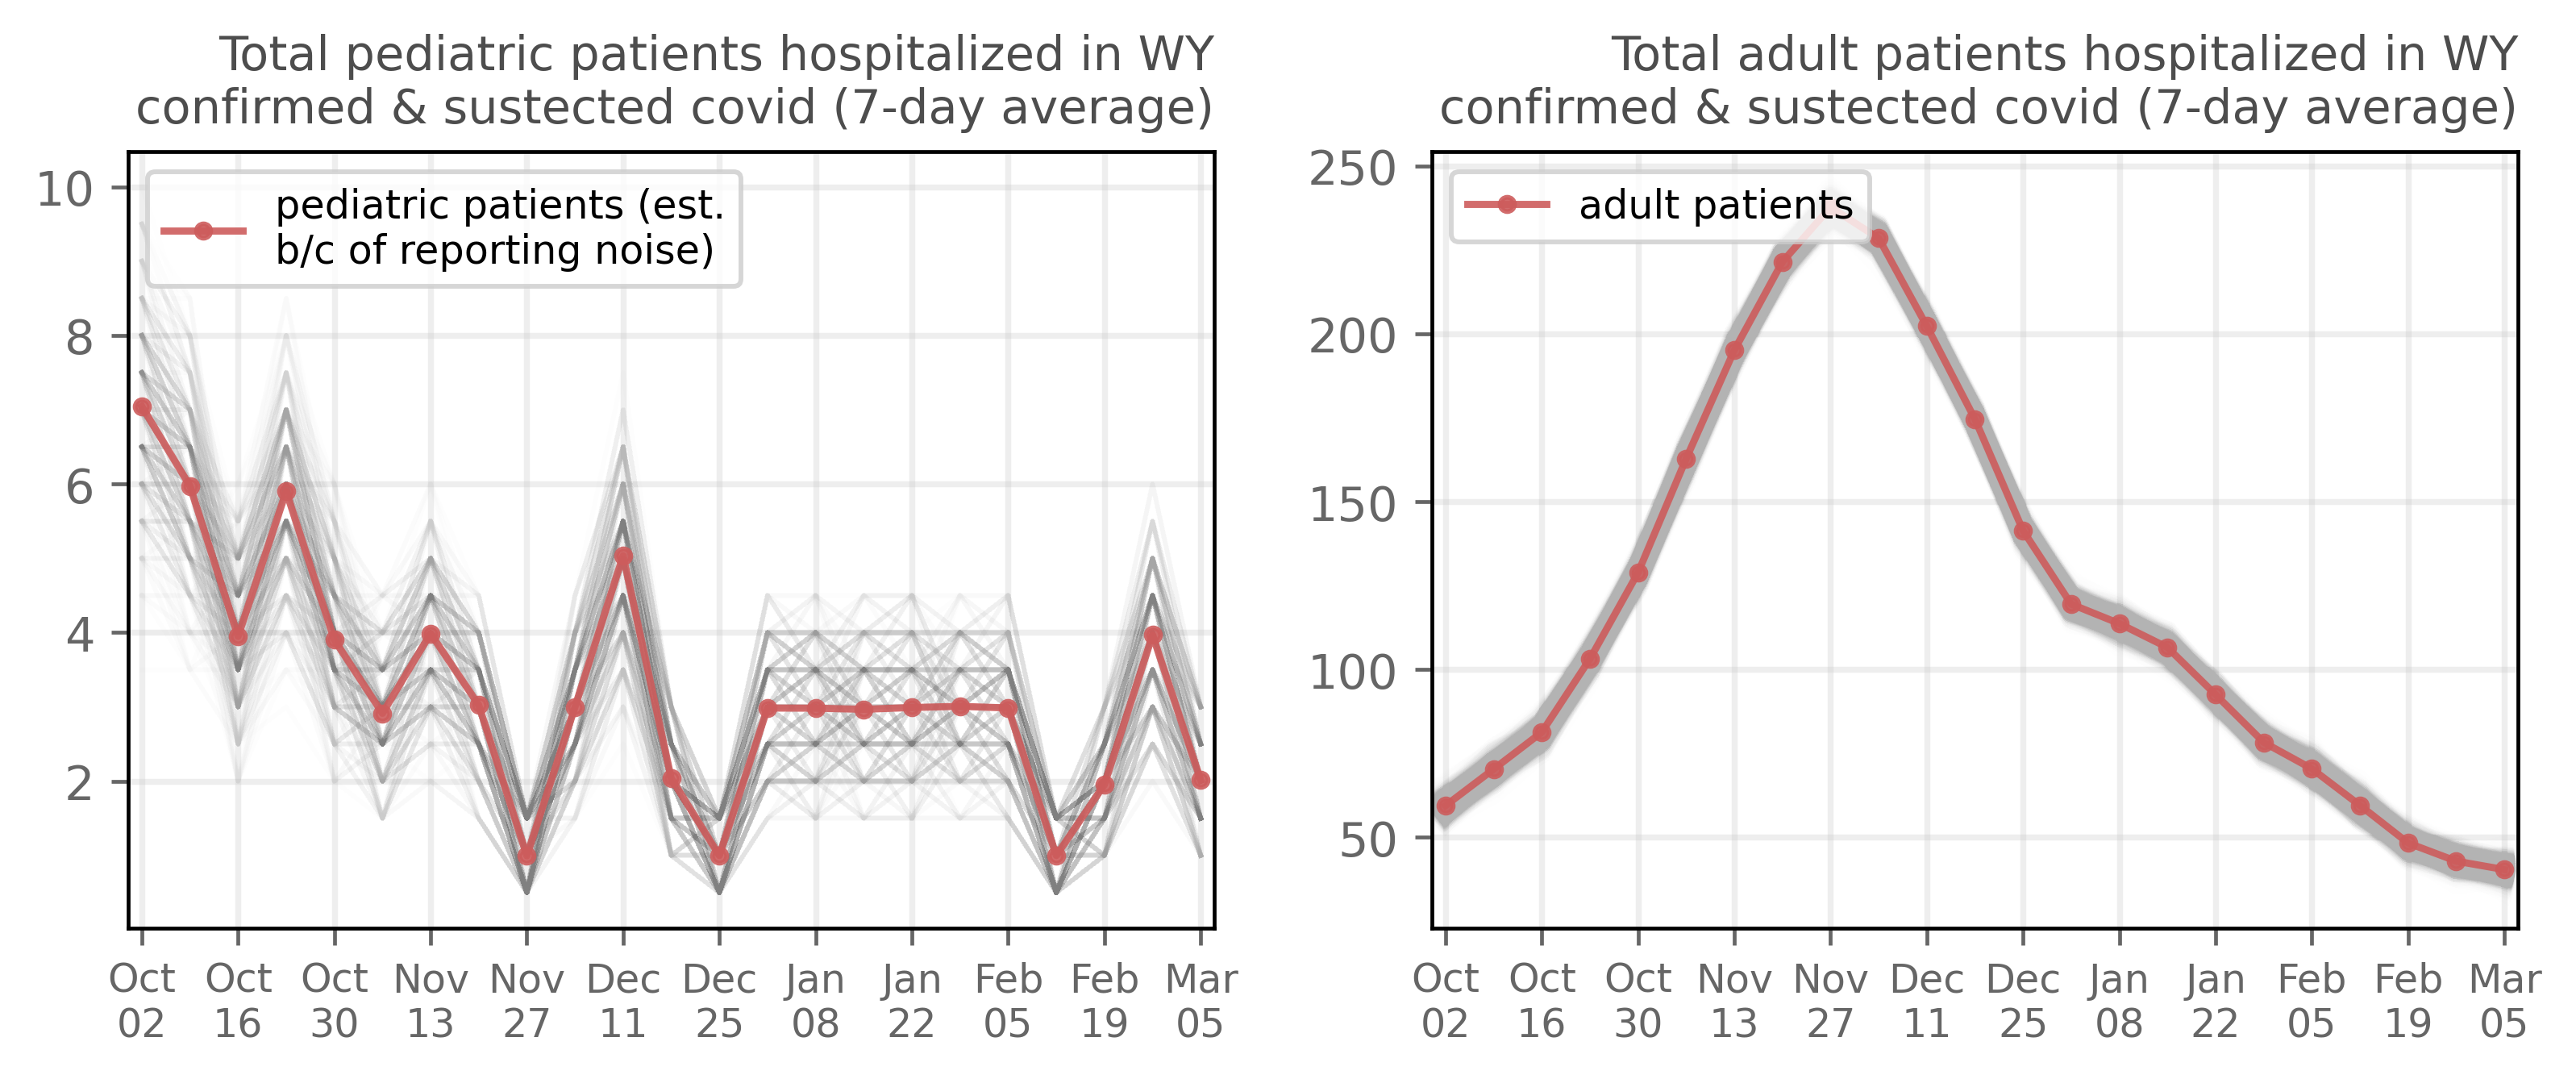 Total pediatric patients hospitalized in WY
confirmed & sustected covid (7-day average)
pediatric patients (est.
b/c of reporting noise)
10
8
6
4
2
Oct Oct Oct Nov Nov Dec Dec Jan Jan Feb Feb Mar
02 16 30 13 27 11 25 08 22 05 19 05
Total adult patients hospitalized in WY
confirmed & sustected covid (7-day average)
adult patients
250
200
150
100
50
Oct Oct Oct Nov Nov Dec Dec Jan Jan Feb Feb Mar
02 16 30 13 27 11 25 08 22 05 19 05